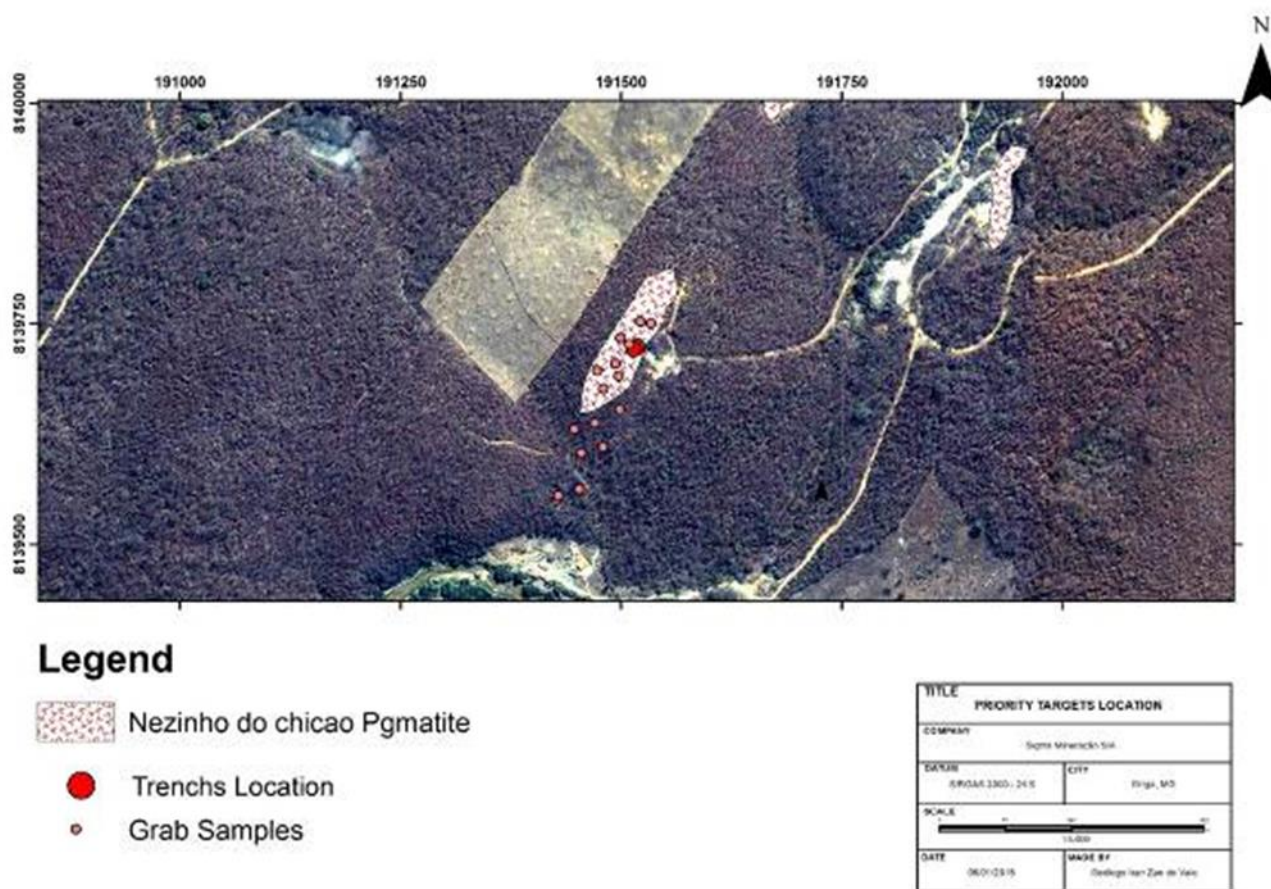 N
191000 191250 191500 191750 192000
8140000
8139750
8139500
Legend
Nezinho do chicao Pgmatite
Trenchs Location
Grab Samples
TITLE
PRIORITY TARGETS LOCATION
COMPANY
DATUM
CITY
SCALE
DATE
MADE BY